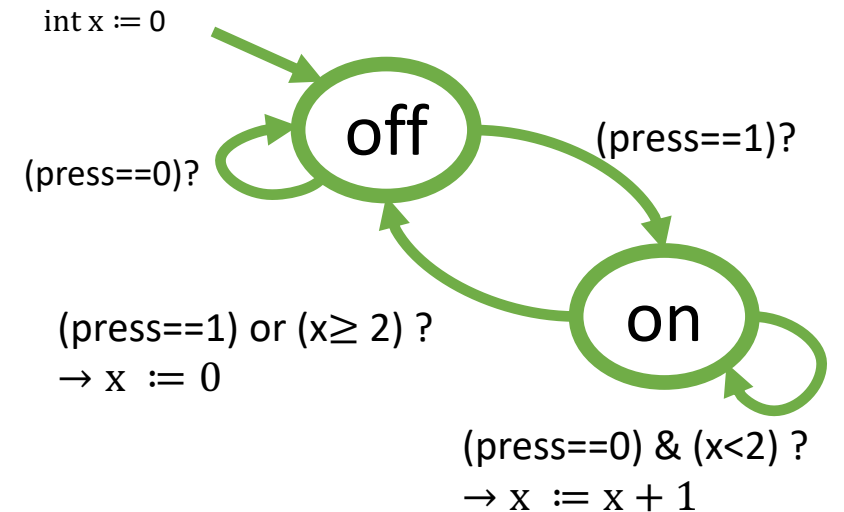 int x ≔ 0
off
(press==1)?
(press==0)?
(press==1) or (x≥ 2) ?
→ x ≔ 0
on
(press==0) & (x<2) ?
→ x ≔ x + 1